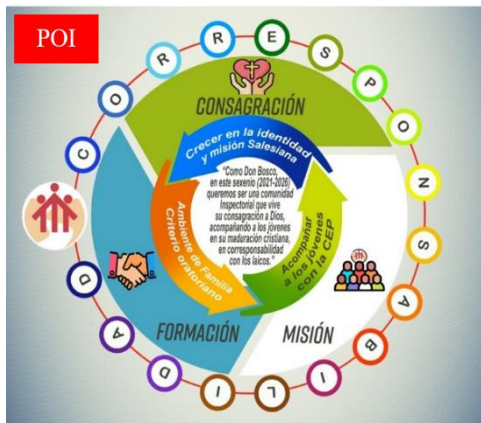 POI
CORRESPONSABILIDAD
CONSAGRACIÓN
Crecer en la identidad
y misión Salesiana
"Como Don Bosco,
en este sexenio (2021-2026)
queremos ser una comunidad
Inspectorial que vive
su consagración a Dios,
acompañando a los jóvenes
en su maduración cristiana,
en corresponsabilidad
con los laicos."
Ambiente de Familia
Criterio oratoriano
Acompañar
a los jóvenes
con la CEP
FORMACIÓN
MISIÓN